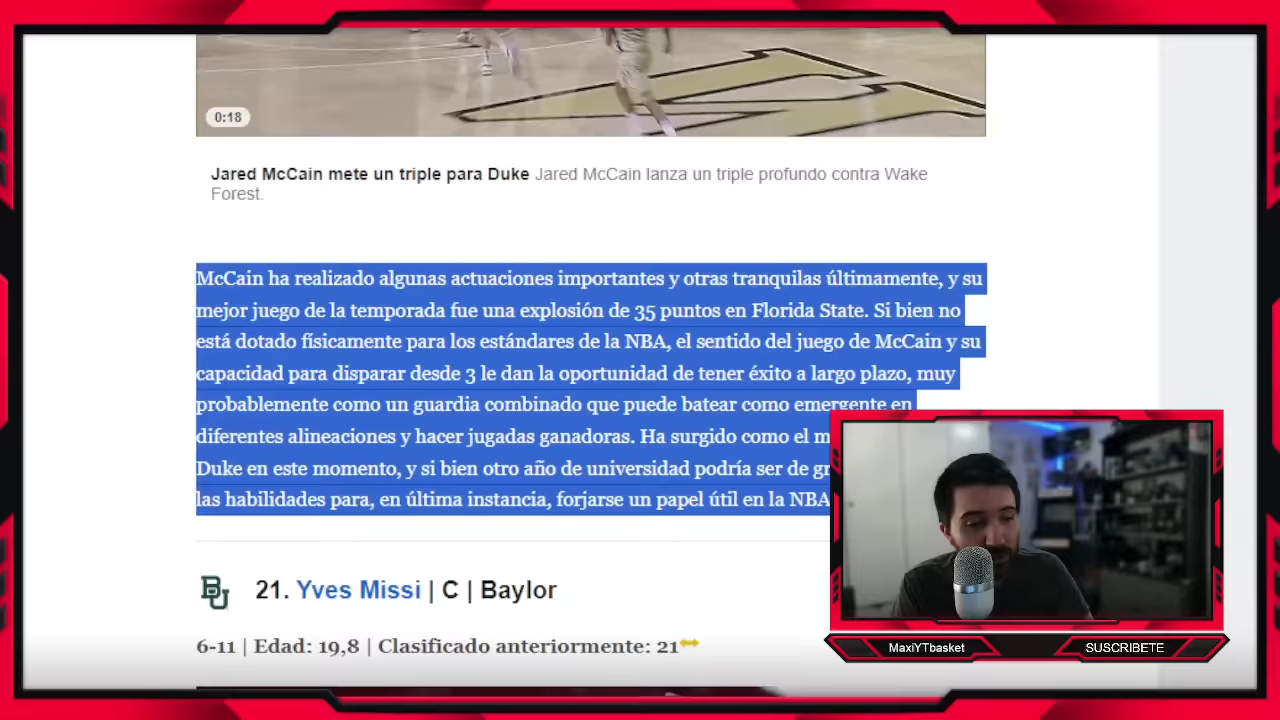 0:18
Jared McCain mete un triple para Duke Jared McCain lanza un triple profundo contra Wake
Forest.
McCain ha realizado algunas actuaciones importantes y otras tranquilas últimamente, y su
mejor juego de la temporada fue una explosión de 35 puntos en Florida State. Si bien no
está dotado físicamente para los estándares de la NBA, el sentido del juego de McCain y su
capacidad para disparar desde 3 le dan la oportunidad de tener éxito a largo plazo, muy
probablemente como un guardia combinado que puede batear como emergente en
diferentes alineaciones y hacer jugadas ganadoras. Ha surgido como el
Duke en este momento, y si bien otro año de universidad podría ser de
las habilidades para, en última instancia, forjarse un papel útil en la NBA
BU
21. Yves Missi | C | Baylor
6-11 | Edad: 19,8 | Clasificado anteriormente: 21
MaxiYTbasket
SUSCRIBETE